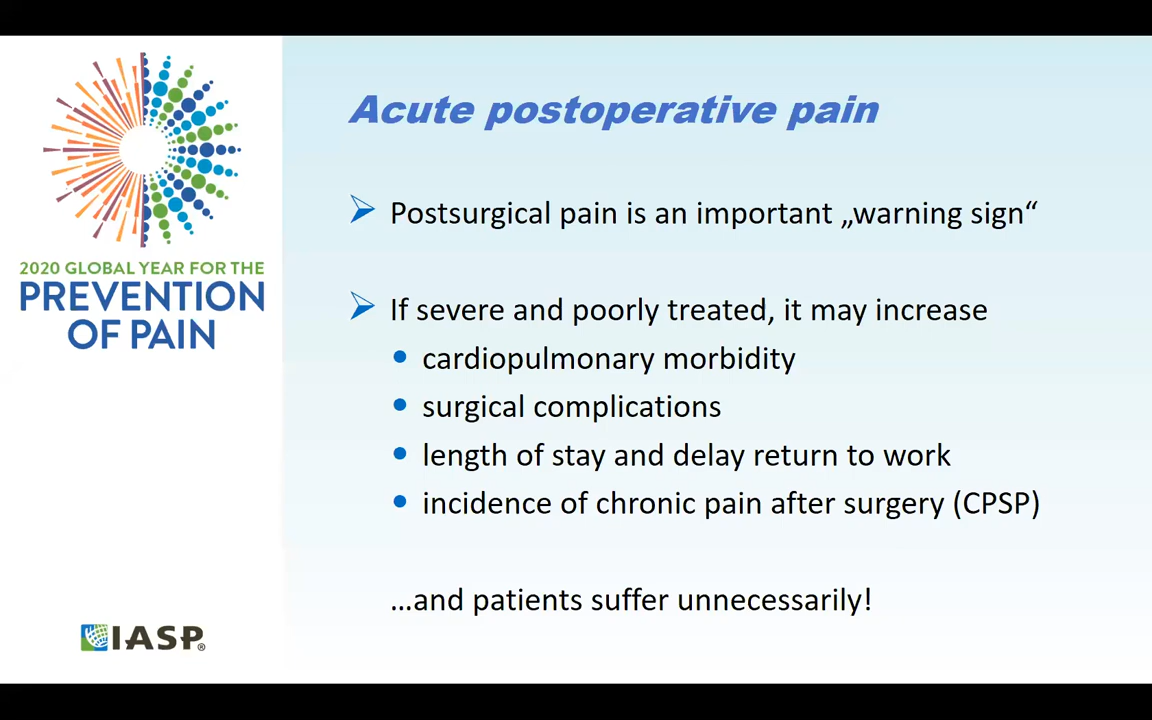 Acute postoperative pain
Postsurgical pain is an important „warning sign“
If severe and poorly treated, it may increase
cardiopulmonary morbidity
surgical complications
length of stay and delay return to work
incidence of chronic pain after surgery (CPSP)
...and patients suffer unnecessarily!
2020 GLOBAL YEAR FOR THE
PREVENTION
OF PAIN
IASP®